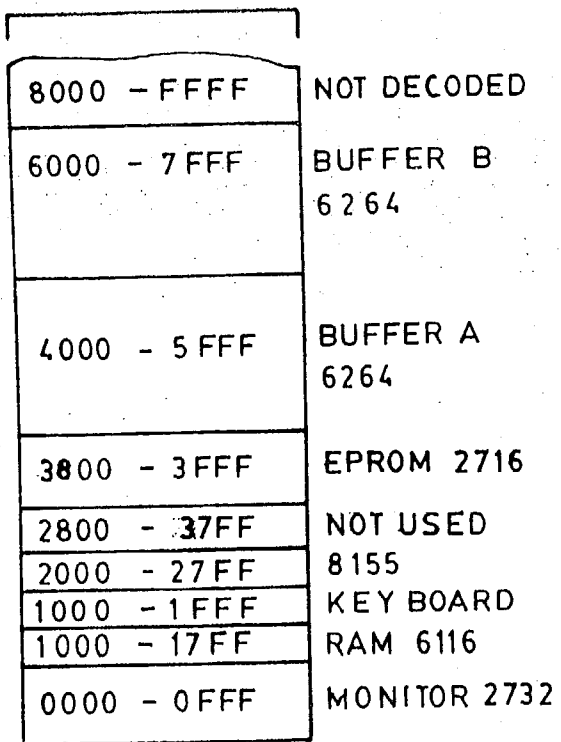 8000 - FFFF NOT DECODED
6000 - 7FFF BUFFER B
6264
4000 - 5FFF BUFFER A
6264
3800 - 3FFF EPROM 2716
2800 - 37FF NOT USED
2000 - 27FF 8155
1000 - 1FFF KEY BOARD
1000 - 17FF RAM 6116
0000 - 0FFF MONITOR 2732